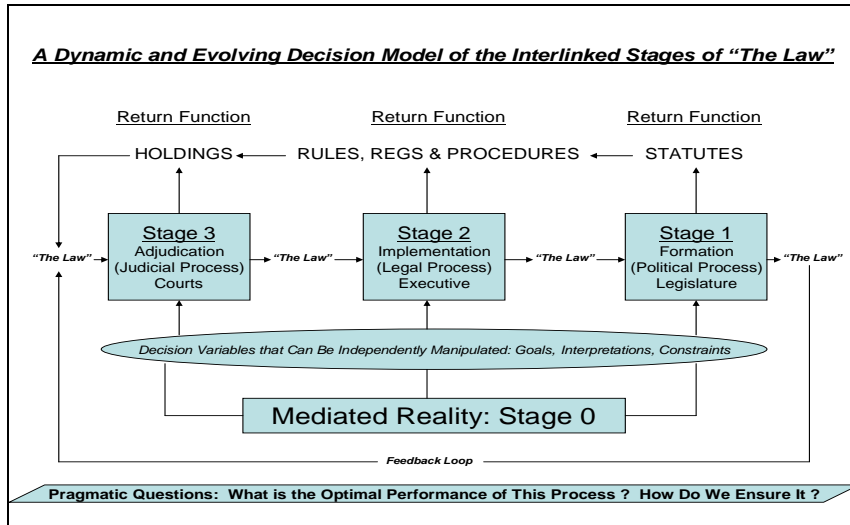 A Dynamic and Evolving Decision Model of the Interlinked Stages of “The Law”
Return Function
Return Function
Return Function
HOLDINGS
RULES, REGS & PROCEDURES
STATUTES
“The Law”
Stage 3
Adjudication
(Judicial Process)
Courts
“The Law”
Stage 2
Implementation
(Legal Process)
Executive
“The Law”
Stage 1
Formation
(Political Process)
Legislature
“The Law”
Decision Variables that Can Be Independently Manipulated: Goals, Interpretations, Constraints
Mediated Reality: Stage 0
Feedback Loop
Pragmatic Questions: What is the Optimal Performance of This Process ? How Do We Ensure It ?